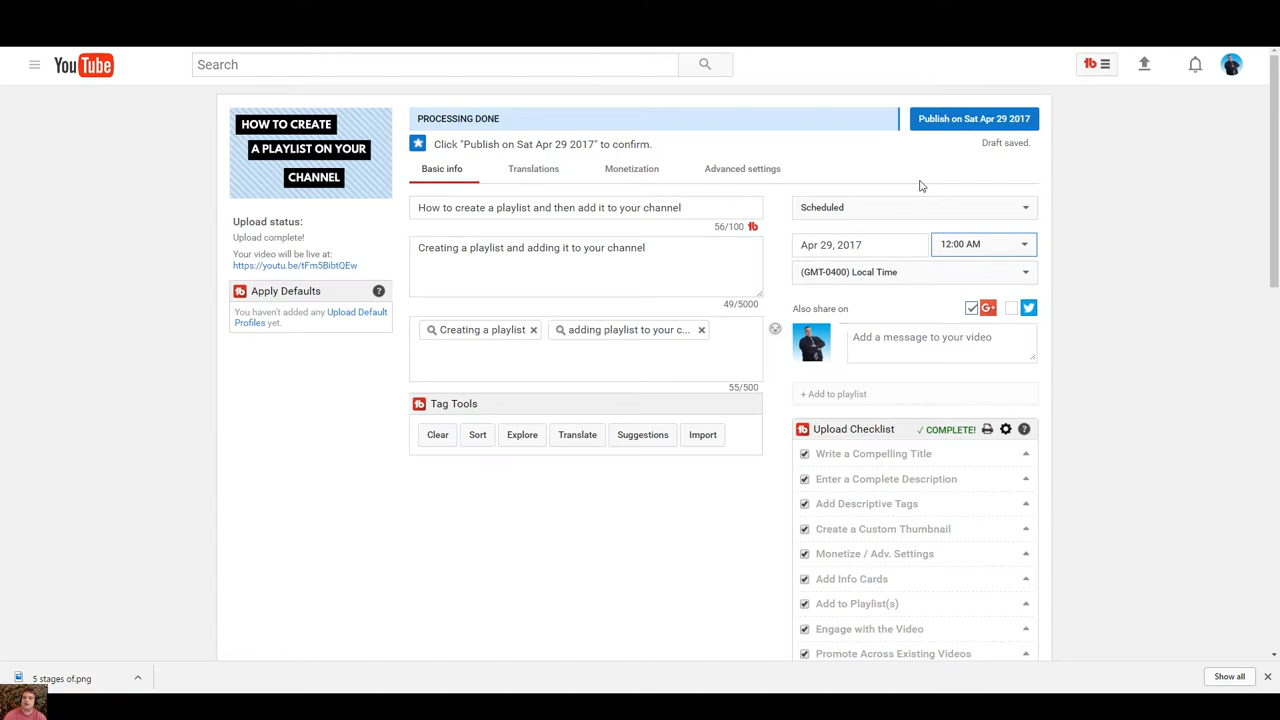 YouTube
Search
HOW TO CREATE
A PLAYLIST ON YOUR
CHANNEL
PROCESSING DONE
Publish on Sat Apr 29 2017
Click "Publish on Sat Apr 29 2017" to confirm.
Draft saved.
Basic info
Translations
Monetization
Advanced settings
Upload status:
Upload complete!
Your video will be live at:
https://youtu.be/tFm5BibtQEw
Apply Defaults
You haven't added any Upload Default
Profiles yet.
How to create a playlist and then add it to your channel
56/100
Creating a playlist and adding it to your channel
49/5000
Creating a playlist
adding playlist to your c...
55/500
Tag Tools
Clear
Sort
Explore
Translate
Suggestions
Import
Scheduled
Apr 29, 2017
12:00 AM
(GMT-0400) Local Time
Also share on
Add a message to your video
+ Add to playlist
Upload Checklist
✓ COMPLETE!
Write a Compelling Title
Enter a Complete Description
Add Descriptive Tags
Create a Custom Thumbnail
Monetize / Adv. Settings
Add Info Cards
Add to Playlist(s)
Engage with the Video
Promote Across Existing Videos
5 stages of.png
Show all